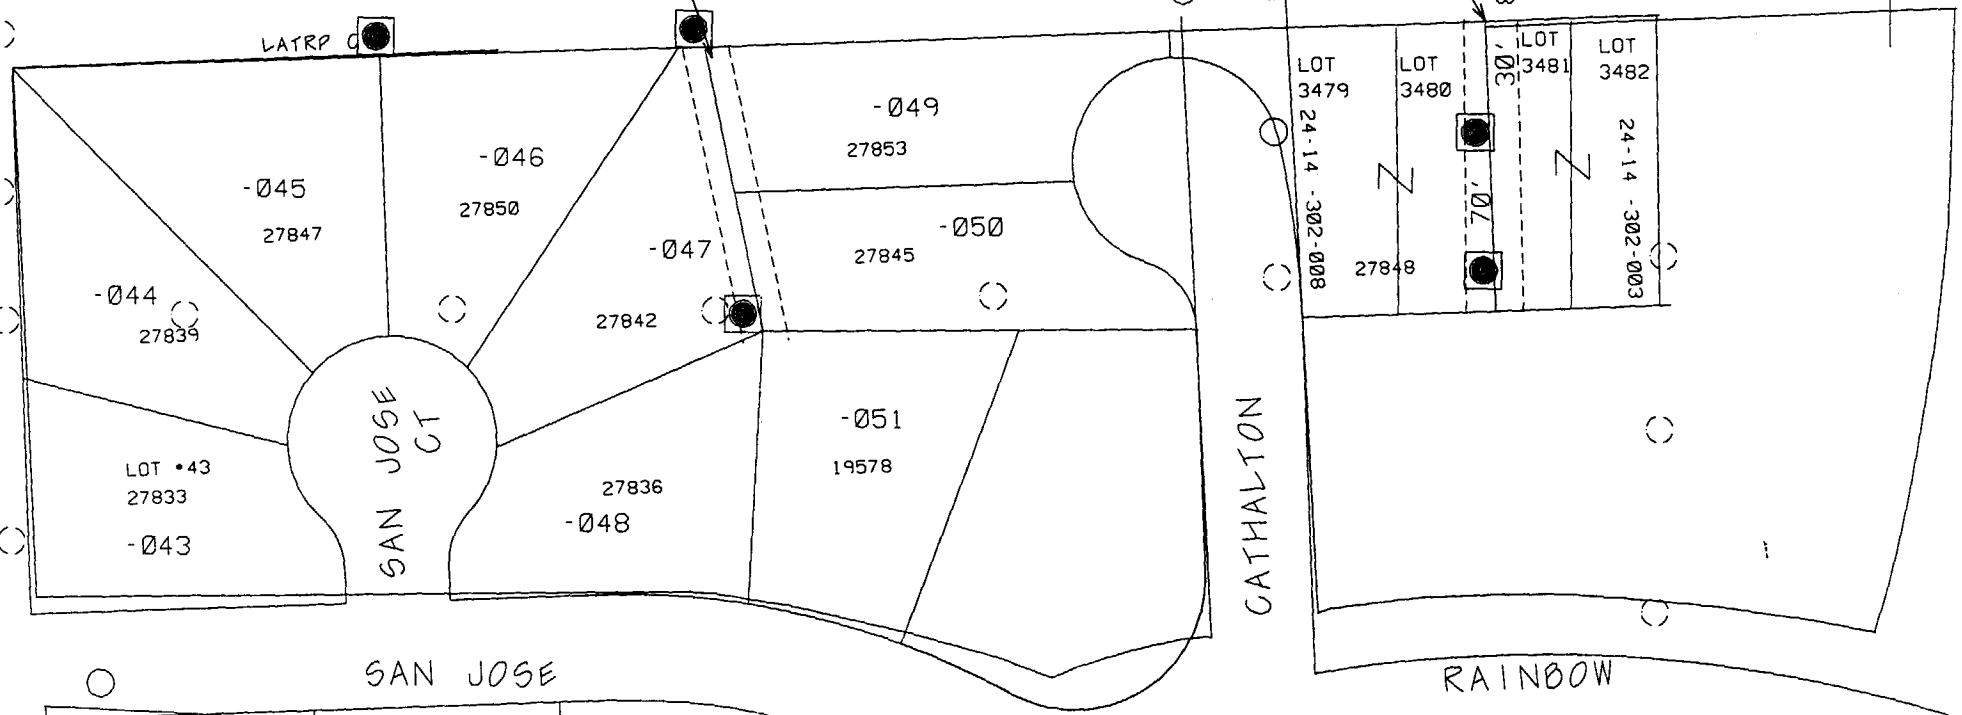 LATRP
-049
27853
-046
27850
-045
27847
-047
27842
-050
27845
-044
27839
LOT •43
27833
-043
SAN JOSE
CT
27836
-048
-051
19578
CATHALTON
LOT
3479
24-14 -302-008
LOT
3480
27848
30'
70'
LOT
3481
LOT
3482
24-14 -302-003
Z
Z
SAN JOSE
RAINBOW